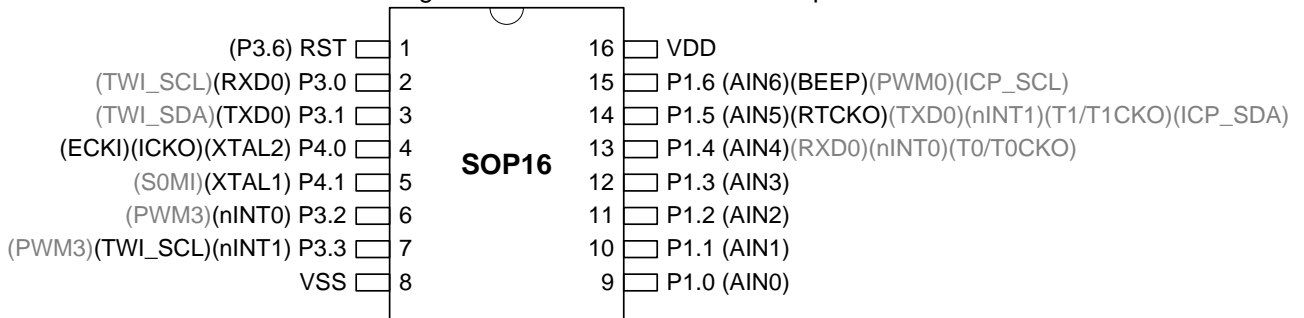 (P3.6) RST 1 16 VDD
(TWI_SCL)(RXD0) P3.0 2 15 P1.6 (AIN6)(BEEP)(PWM0)(ICP_SCL)
(TWI_SDA)(TXD0) P3.1 3 14 P1.5 (AIN5)(RTCKO)(TXD0)(nINT1)(T1/T1CKO)(ICP_SDA)
(ECKI)(ICKO)(XTAL2) P4.0 4 13 P1.4 (AIN4)(RXD0)(nINT0)(T0/T0CKO)
SOP16
(S0MI)(XTAL1) P4.1 5 12 P1.3 (AIN3)
(PWM3)(nINT0) P3.2 6 11 P1.2 (AIN2)
(PWM3)(TWI_SCL)(nINT1) P3.3 7 10 P1.1 (AIN1)
VSS 8 9 P1.0 (AIN0)